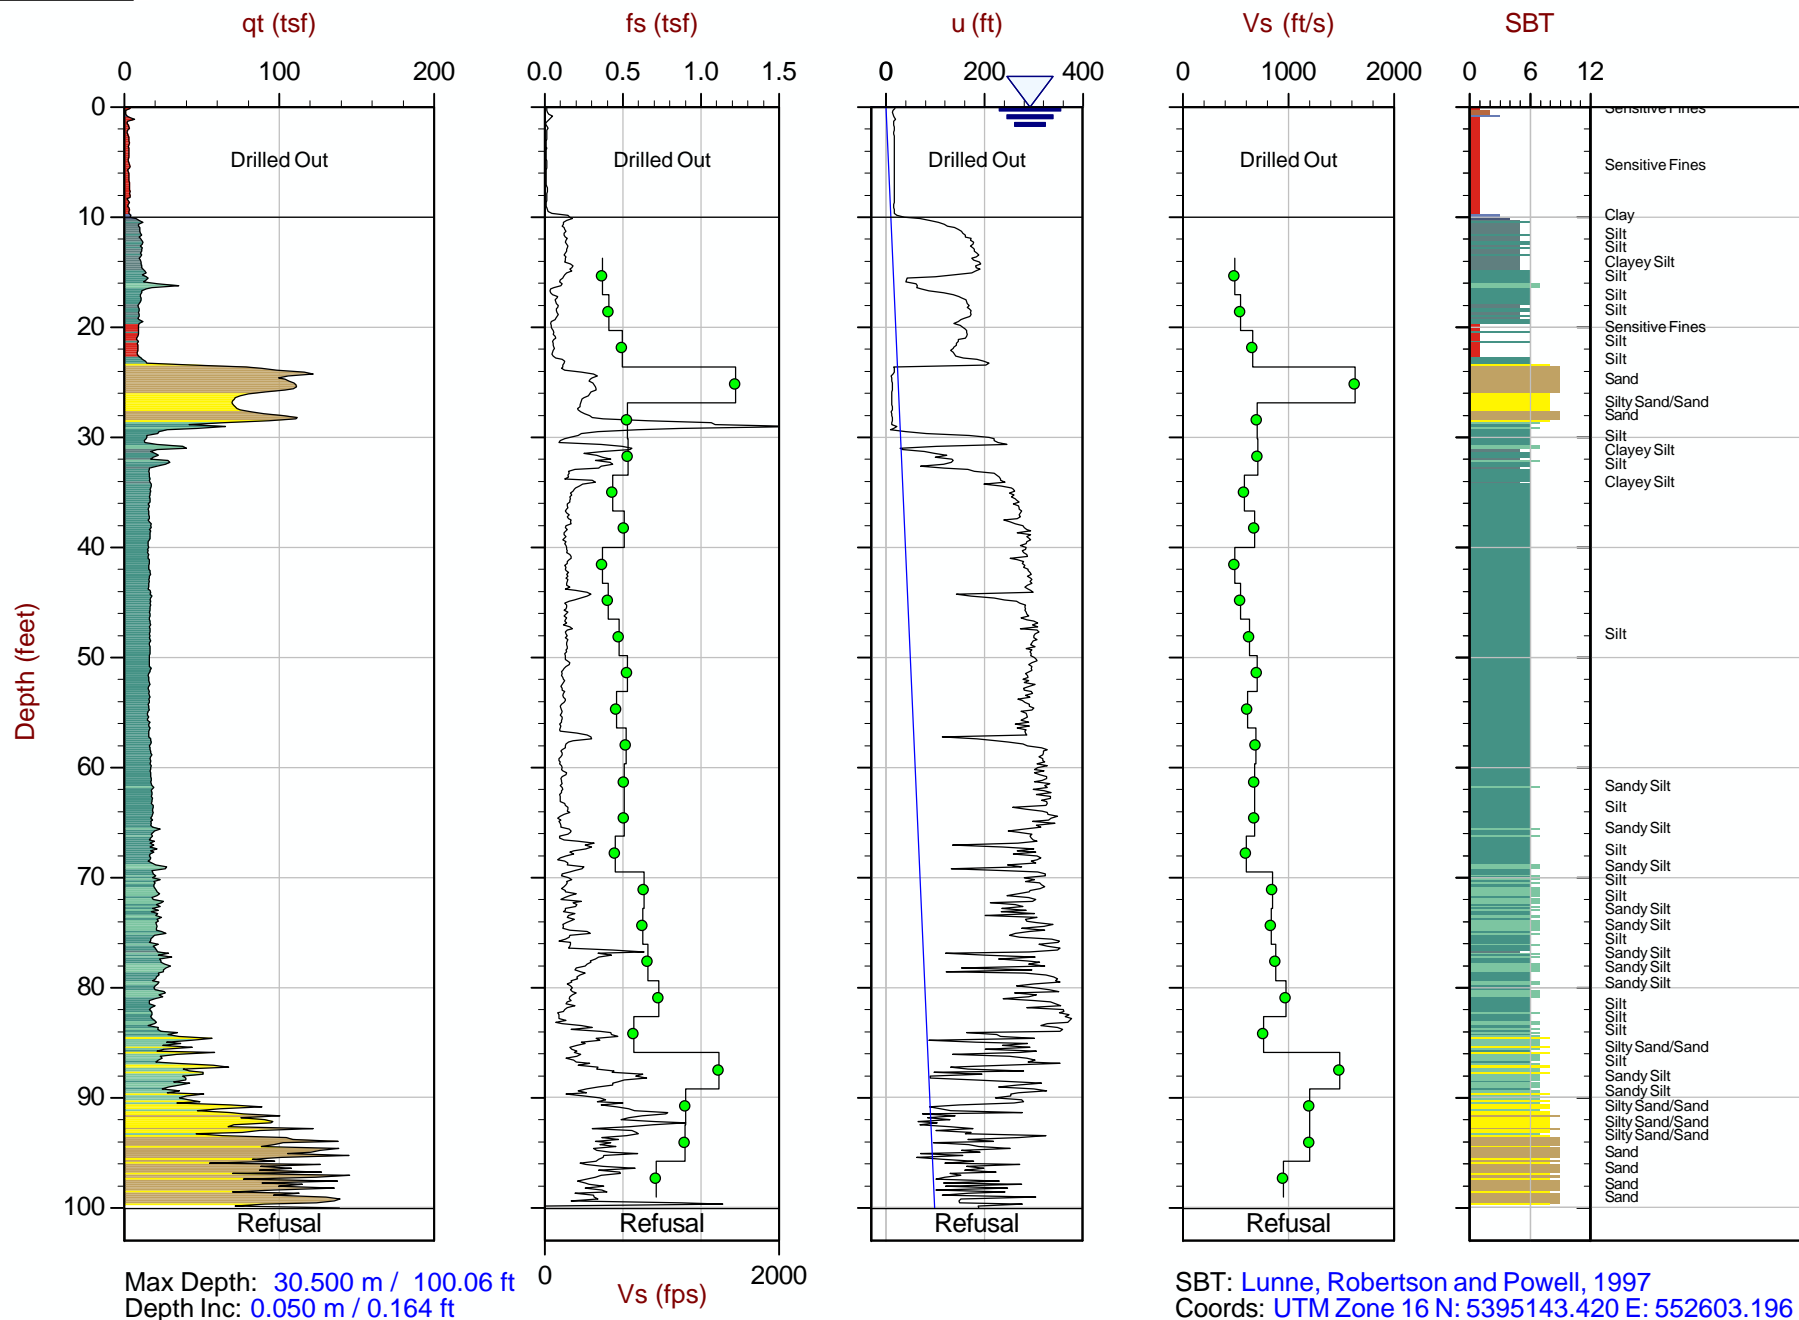 qt (tsf) fs (tsf) u (ft) Vs (ft/s) SBT
0 100 200 0.0 0.5 1.0 1.5 0 200 400 0 1000 2000 0 6 12
0
Sensitive Fines
Drilled Out Drilled Out Drilled Out Drilled Out
Sensitive Fines
10
Clay
Silt
Silt
Clayey Silt
Silt
Silt
Silt
20
Sensitive Fines
Silt
Silt
Sand
Silty Sand/Sand
Sand
30
Silt
Clayey Silt
Silt
Clayey Silt
40
Silt
50
Depth (feet)
60
Sandy Silt
Silt
Sandy Silt
Silt
Sandy Silt
70
Silt
Silt
Sandy Silt
Sandy Silt
Silt
Sandy Silt
Sandy Silt
Sandy Silt
80
Silt
Silt
Silt
Silty Sand/Sand
Silt
Sandy Silt
Sandy Silt
90
Silty Sand/Sand
Silty Sand/Sand
Silty Sand/Sand
Sand
Sand
Sand
Sand
100
Refusal Refusal Refusal Refusal
0 2000
Vs (fps)
Max Depth: 30.500 m / 100.06 ft
Depth Inc: 0.050 m / 0.164 ft
SBT: Lunne, Robertson and Powell, 1997
Coords: UTM Zone 16 N: 5395143.420 E: 552603.196